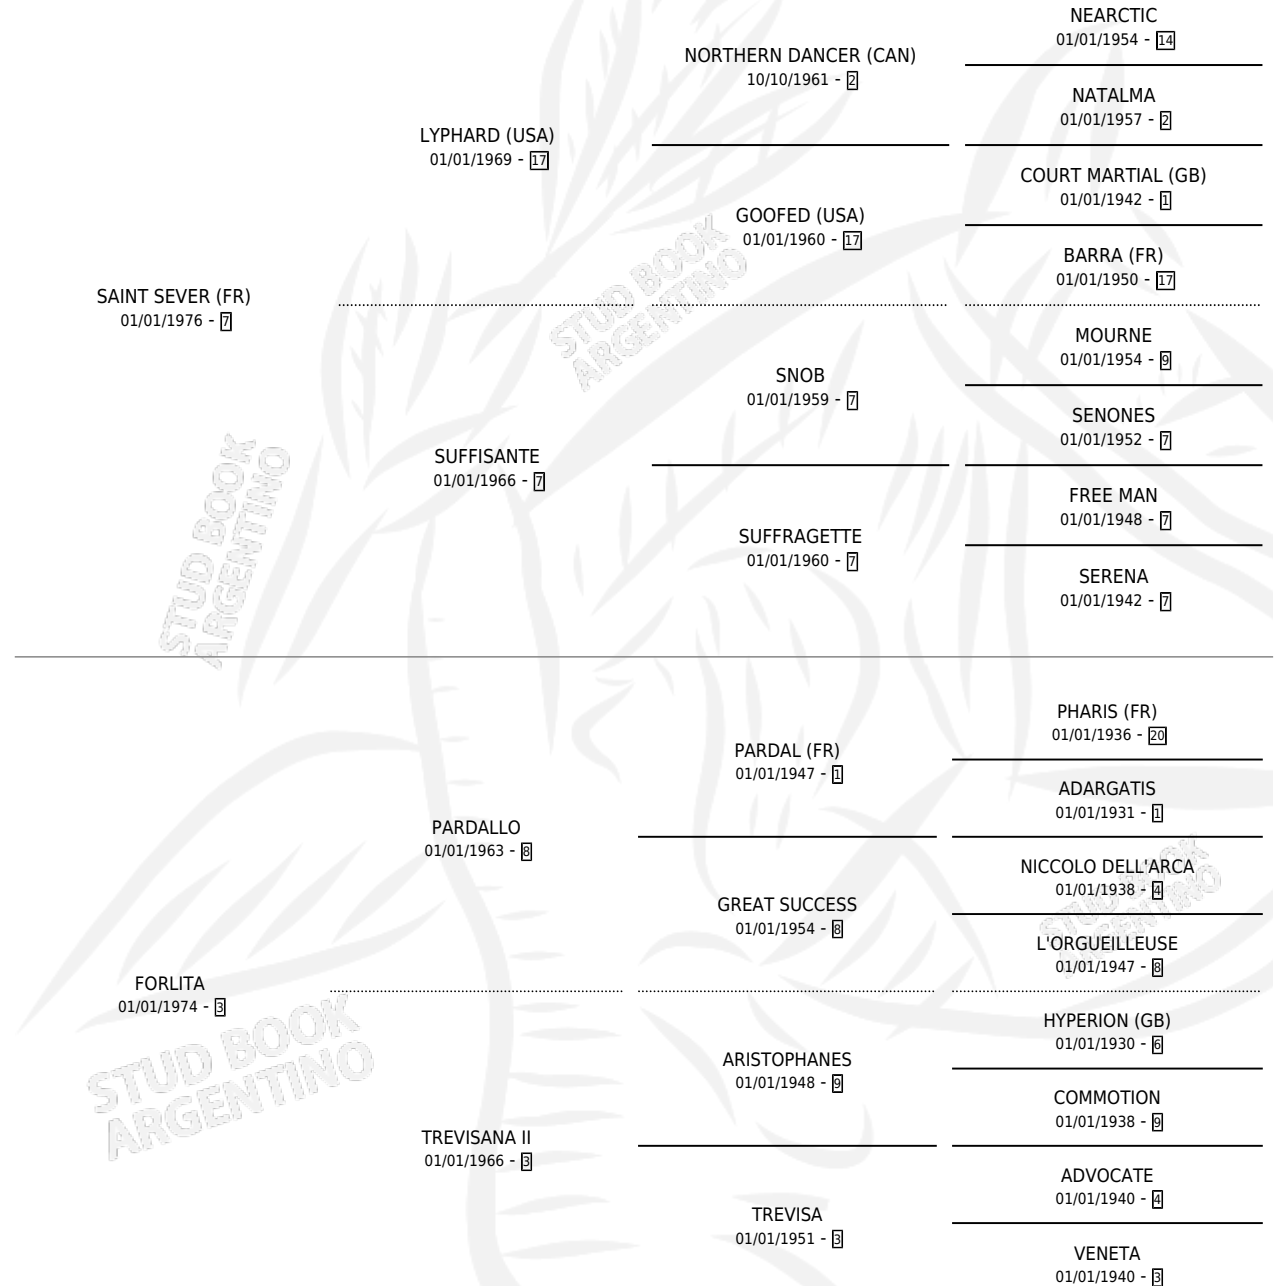 NEARCTIC
01/01/1954 - 14
NORTHERN DANCER (CAN)
10/10/1961 - 2
NATALMA
01/01/1957 - 2
LYPHARD (USA)
01/01/1969 - 17
COURT MARTIAL (GB)
01/01/1942 - 1
GOOFED (USA)
01/01/1960 - 17
BARRA (FR)
01/01/1950 - 17
SAINT SEVER (FR)
01/01/1976 - 7
MOURNE
01/01/1954 - 9
SNOB
01/01/1959 - 7
SENONES
01/01/1952 - 7
SUFFISANTE
01/01/1966 - 7
FREE MAN
01/01/1948 - 7
SUFFRAGETTE
01/01/1960 - 7
SERENA
01/01/1942 - 7
PHARIS (FR)
01/01/1936 - 20
PARDAL (FR)
01/01/1947 - 1
ADARGATIS
01/01/1931 - 1
PARDALLO
01/01/1963 - 8
NICCOLO DELL'ARCA
01/01/1938 - 4
GREAT SUCCESS
01/01/1954 - 8
L'ORGUEILLEUSE
01/01/1947 - 8
FORLITA
01/01/1974 - 3
HYPERION (GB)
01/01/1930 - 6
ARISTOPHANES
01/01/1948 - 9
COMMOTION
01/01/1938 - 9
TREVISANA II
01/01/1966 - 3
ADVOCATE
01/01/1940 - 4
TREVISA
01/01/1951 - 3
VENETA
01/01/1940 - 3
STUD BOOK
ARGENTINO
STUD BOOK
ARGENTINO
STUD BOOK
ARGENTINO
STUD BOOK
ARGENTINO